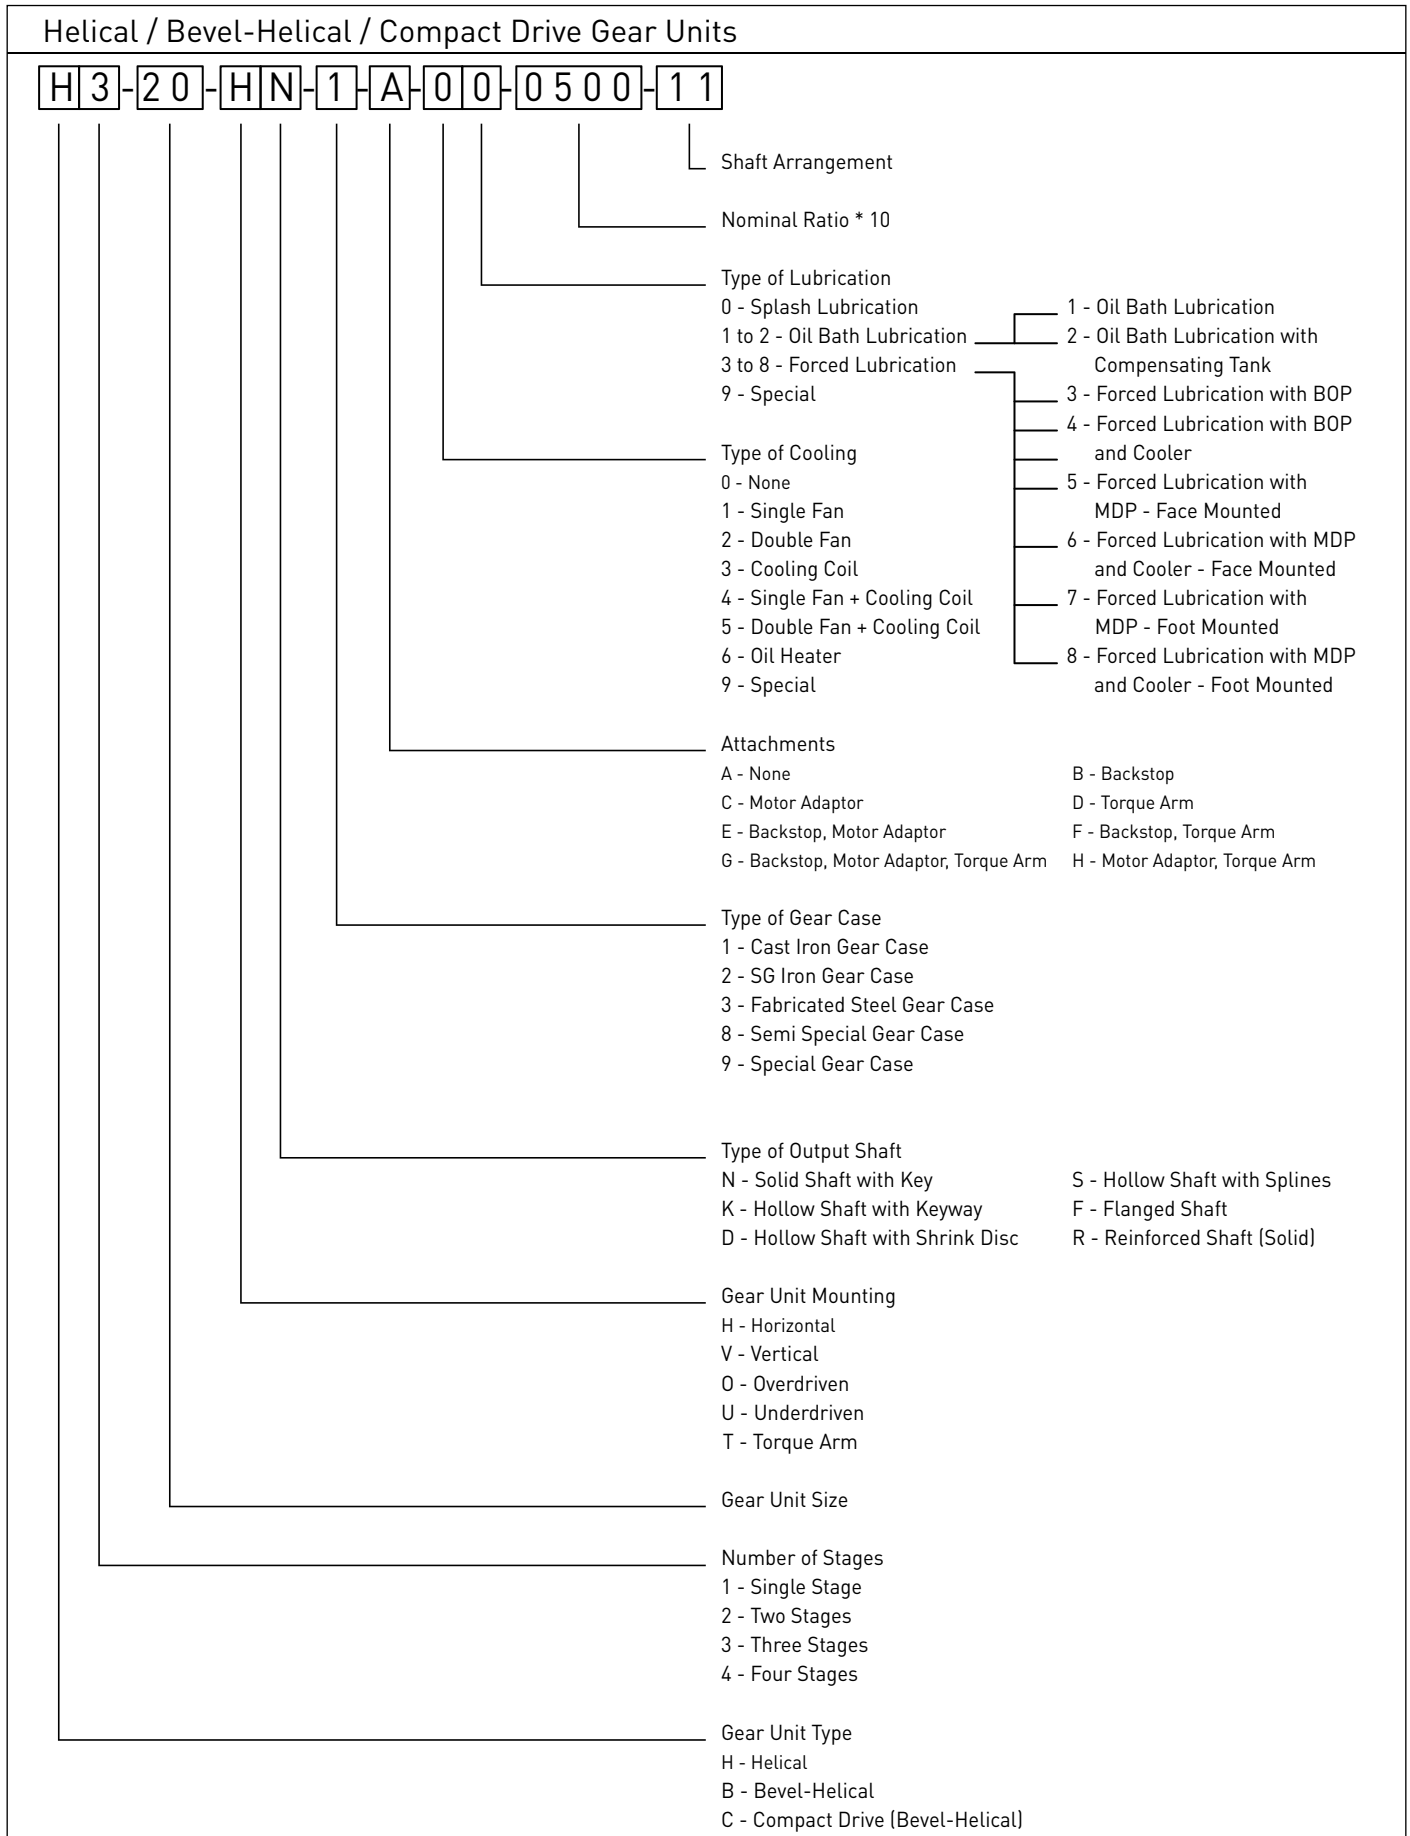 Helical / Bevel-Helical / Compact Drive Gear Units
H 3-20-H N-1-A-0 0-0 5 0 0-1 1
Shaft Arrangement
Nominal Ratio * 10
Type of Lubrication
0 - Splash Lubrication
1 to 2 - Oil Bath Lubrication
3 to 8 - Forced Lubrication
9 - Special
1 - Oil Bath Lubrication
2 - Oil Bath Lubrication with
Compensating Tank
3 - Forced Lubrication with BOP
4 - Forced Lubrication with BOP
and Cooler
5 - Forced Lubrication with
MDP - Face Mounted
6 - Forced Lubrication with MDP
and Cooler - Face Mounted
7 - Forced Lubrication with
MDP - Foot Mounted
8 - Forced Lubrication with MDP
and Cooler - Foot Mounted
Type of Cooling
0 - None
1 - Single Fan
2 - Double Fan
3 - Cooling Coil
4 - Single Fan + Cooling Coil
5 - Double Fan + Cooling Coil
6 - Oil Heater
9 - Special
Attachments
A - None
B - Backstop
C - Motor Adaptor
D - Torque Arm
E - Backstop, Motor Adaptor
F - Backstop, Torque Arm
G - Backstop, Motor Adaptor, Torque Arm
H - Motor Adaptor, Torque Arm
Type of Gear Case
1 - Cast Iron Gear Case
2 - SG Iron Gear Case
3 - Fabricated Steel Gear Case
8 - Semi Special Gear Case
9 - Special Gear Case
Type of Output Shaft
N - Solid Shaft with Key
S - Hollow Shaft with Splines
K - Hollow Shaft with Keyway
F - Flanged Shaft
D - Hollow Shaft with Shrink Disc
R - Reinforced Shaft (Solid)
Gear Unit Mounting
H - Horizontal
V - Vertical
O - Overdriven
U - Underdriven
T - Torque Arm
Gear Unit Size
Number of Stages
1 - Single Stage
2 - Two Stages
3 - Three Stages
4 - Four Stages
Gear Unit Type
H - Helical
B - Bevel-Helical
C - Compact Drive (Bevel-Helical)